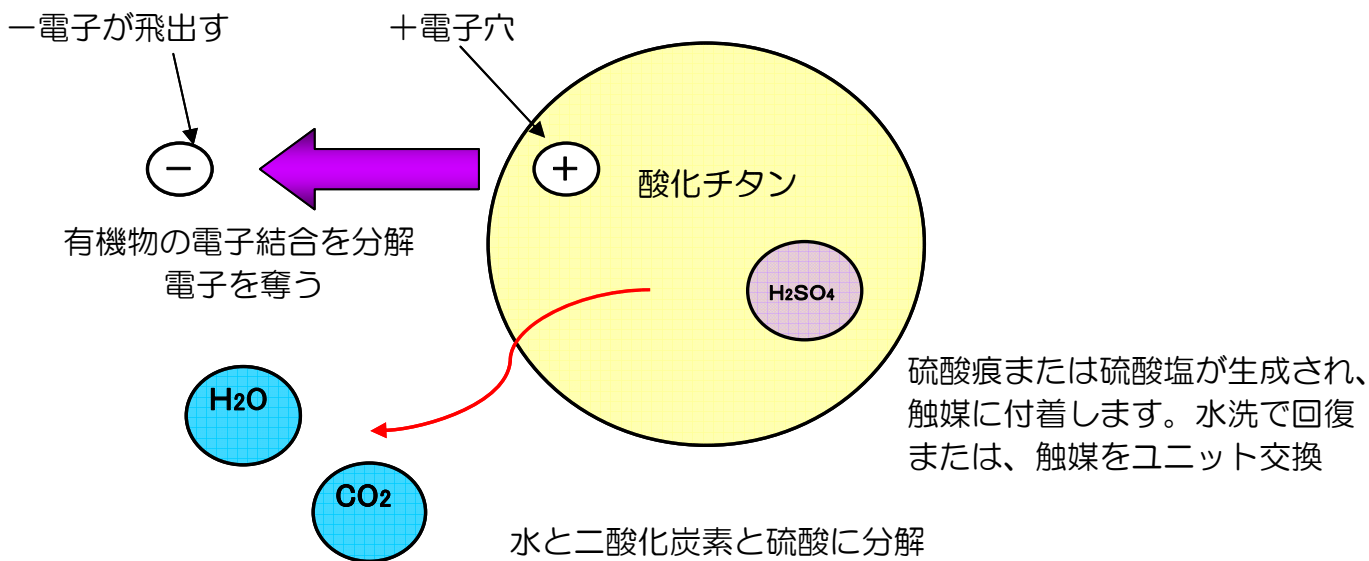 －電子が飛出す
＋電子穴
－
＋
酸化チタン
有機物の電子結合を分解
電子を奪う
H2SO4
硫酸痕または硫酸塩が生成され、
触媒に付着します。水洗で回復
または、触媒をユニット交換
H2O
CO2
水と二酸化炭素と硫酸に分解